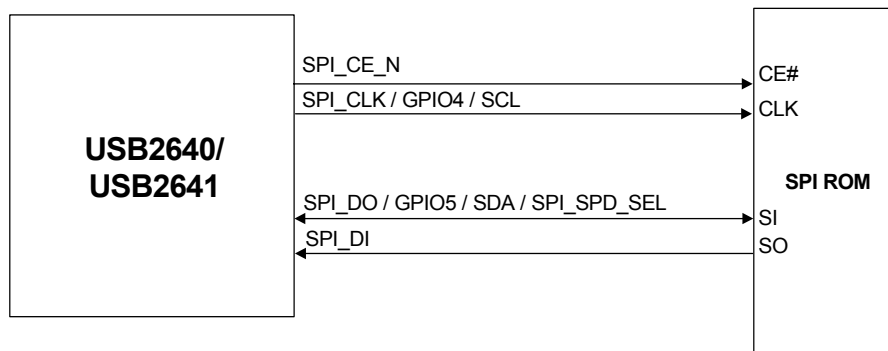 SPI_CE_N
CE#
SPI_CLK / GPIO4 / SCL
CLK
USB2640/
USB2641
SPI ROM
SPI_DO / GPIO5 / SDA / SPI_SPD_SEL
SI
SPI_DI
SO